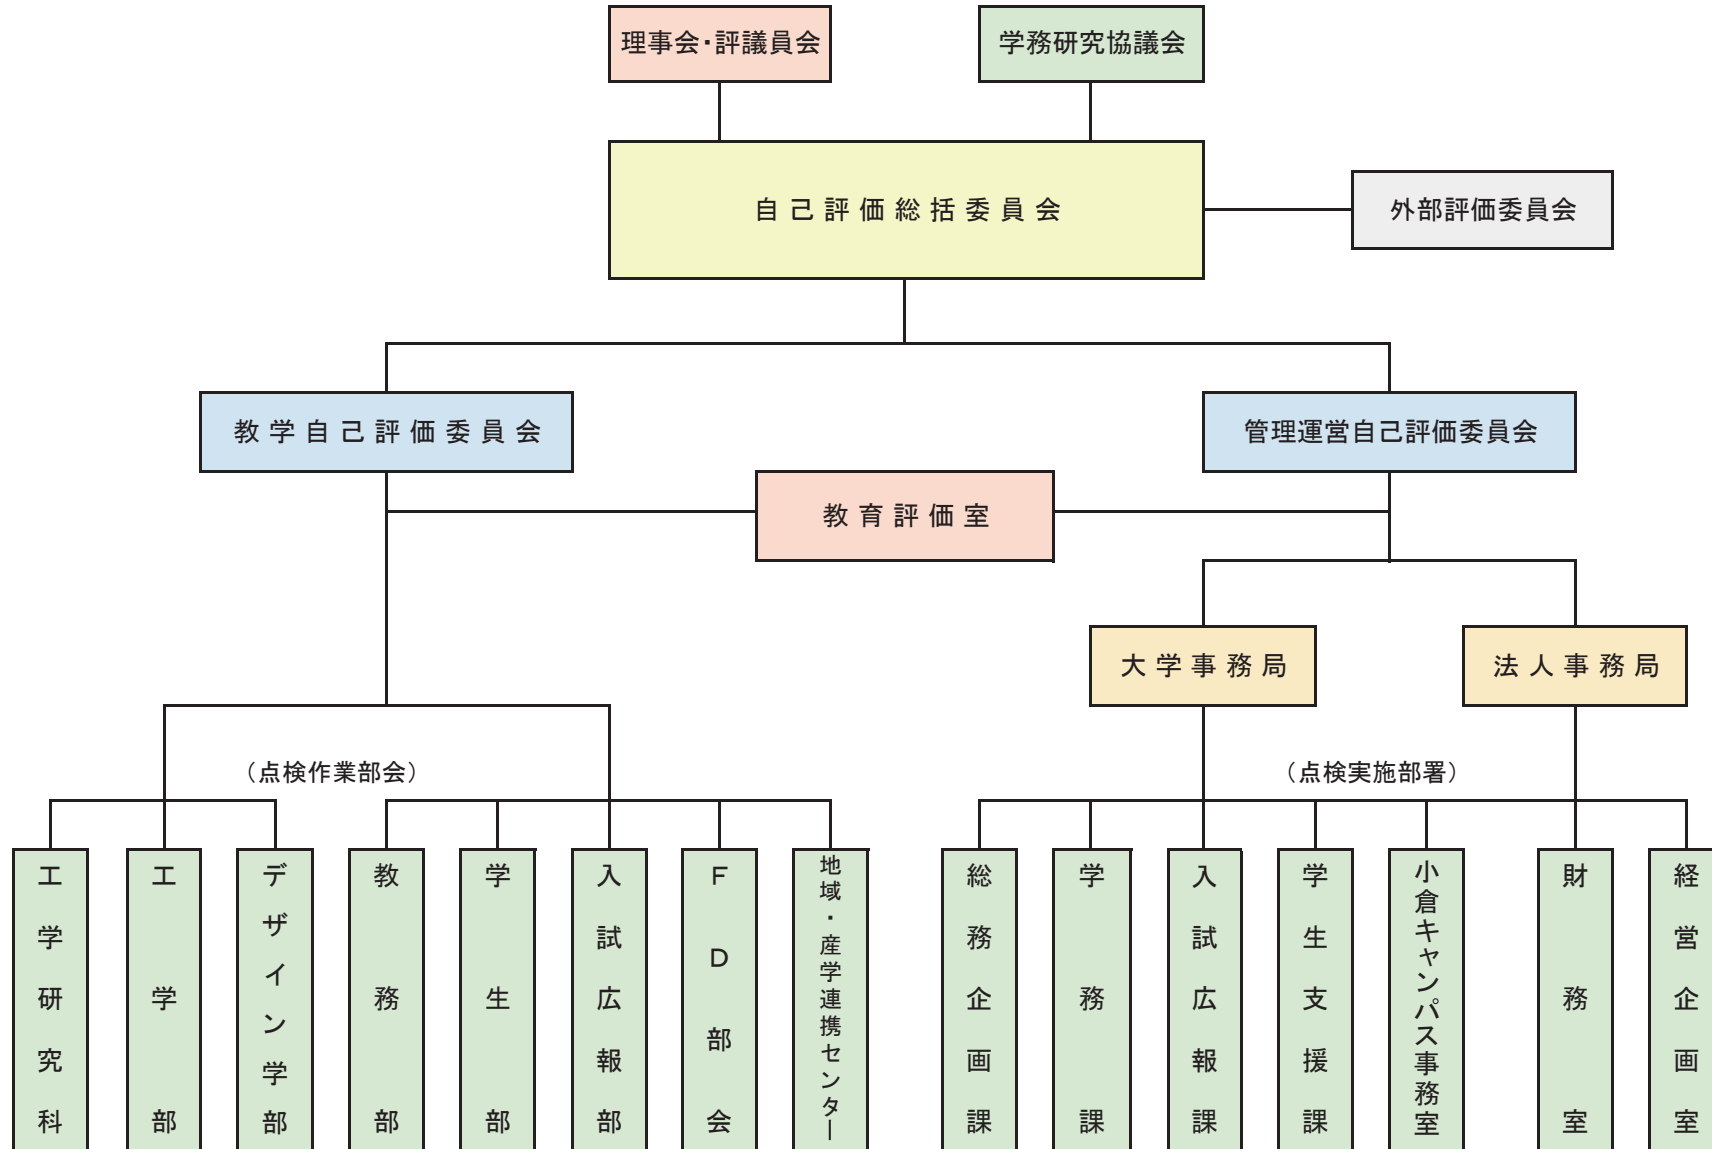 理事会・評議員会
学務研究協議会
自己評価総括委員会
外部評価委員会
教学自己評価委員会
管理運営自己評価委員会
教育評価室
大学事務局
法人事務局
（点検作業部会）
（点検実施部署）
工学研究科
工学部
デザイン学部
教務部
学生部
入試広報部
ＦＤ部会
地域・産学連携センター
総務企画課
学務課
入試広報課
学生支援課
小倉キャンパス事務室
財務室
経営企画室